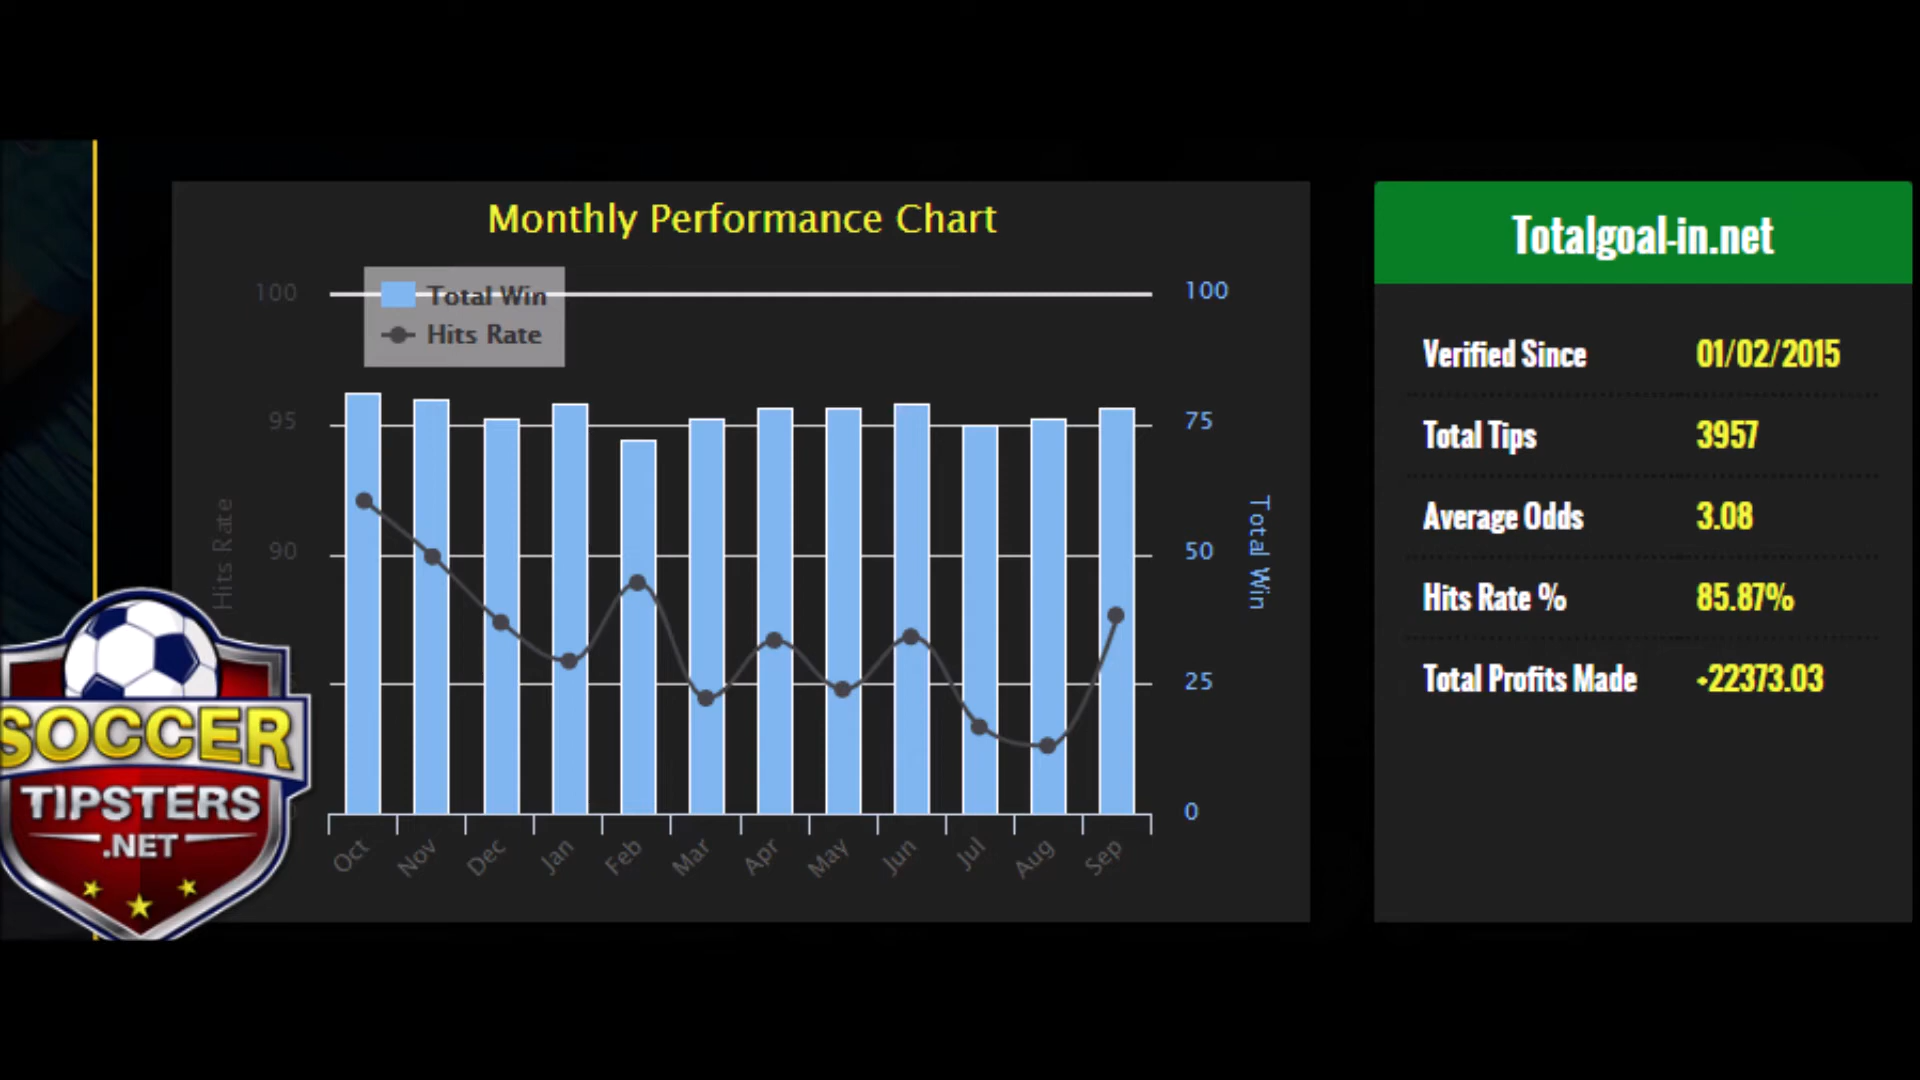 Monthly Performance Chart
Total Win
Hits Rate
100
95
90
Hits Rate
100
75
50
25
0
Total Win
Oct
Nov
Dec
Jan
Feb
Mar
Apr
May
Jun
Jul
Aug
Sep
Totalgoal-in.net
Verified Since 01/02/2015
Total Tips 3957
Average Odds 3.08
Hits Rate % 85.87%
Total Profits Made +22373.03
SOCCER
TIPSTERS
.NET